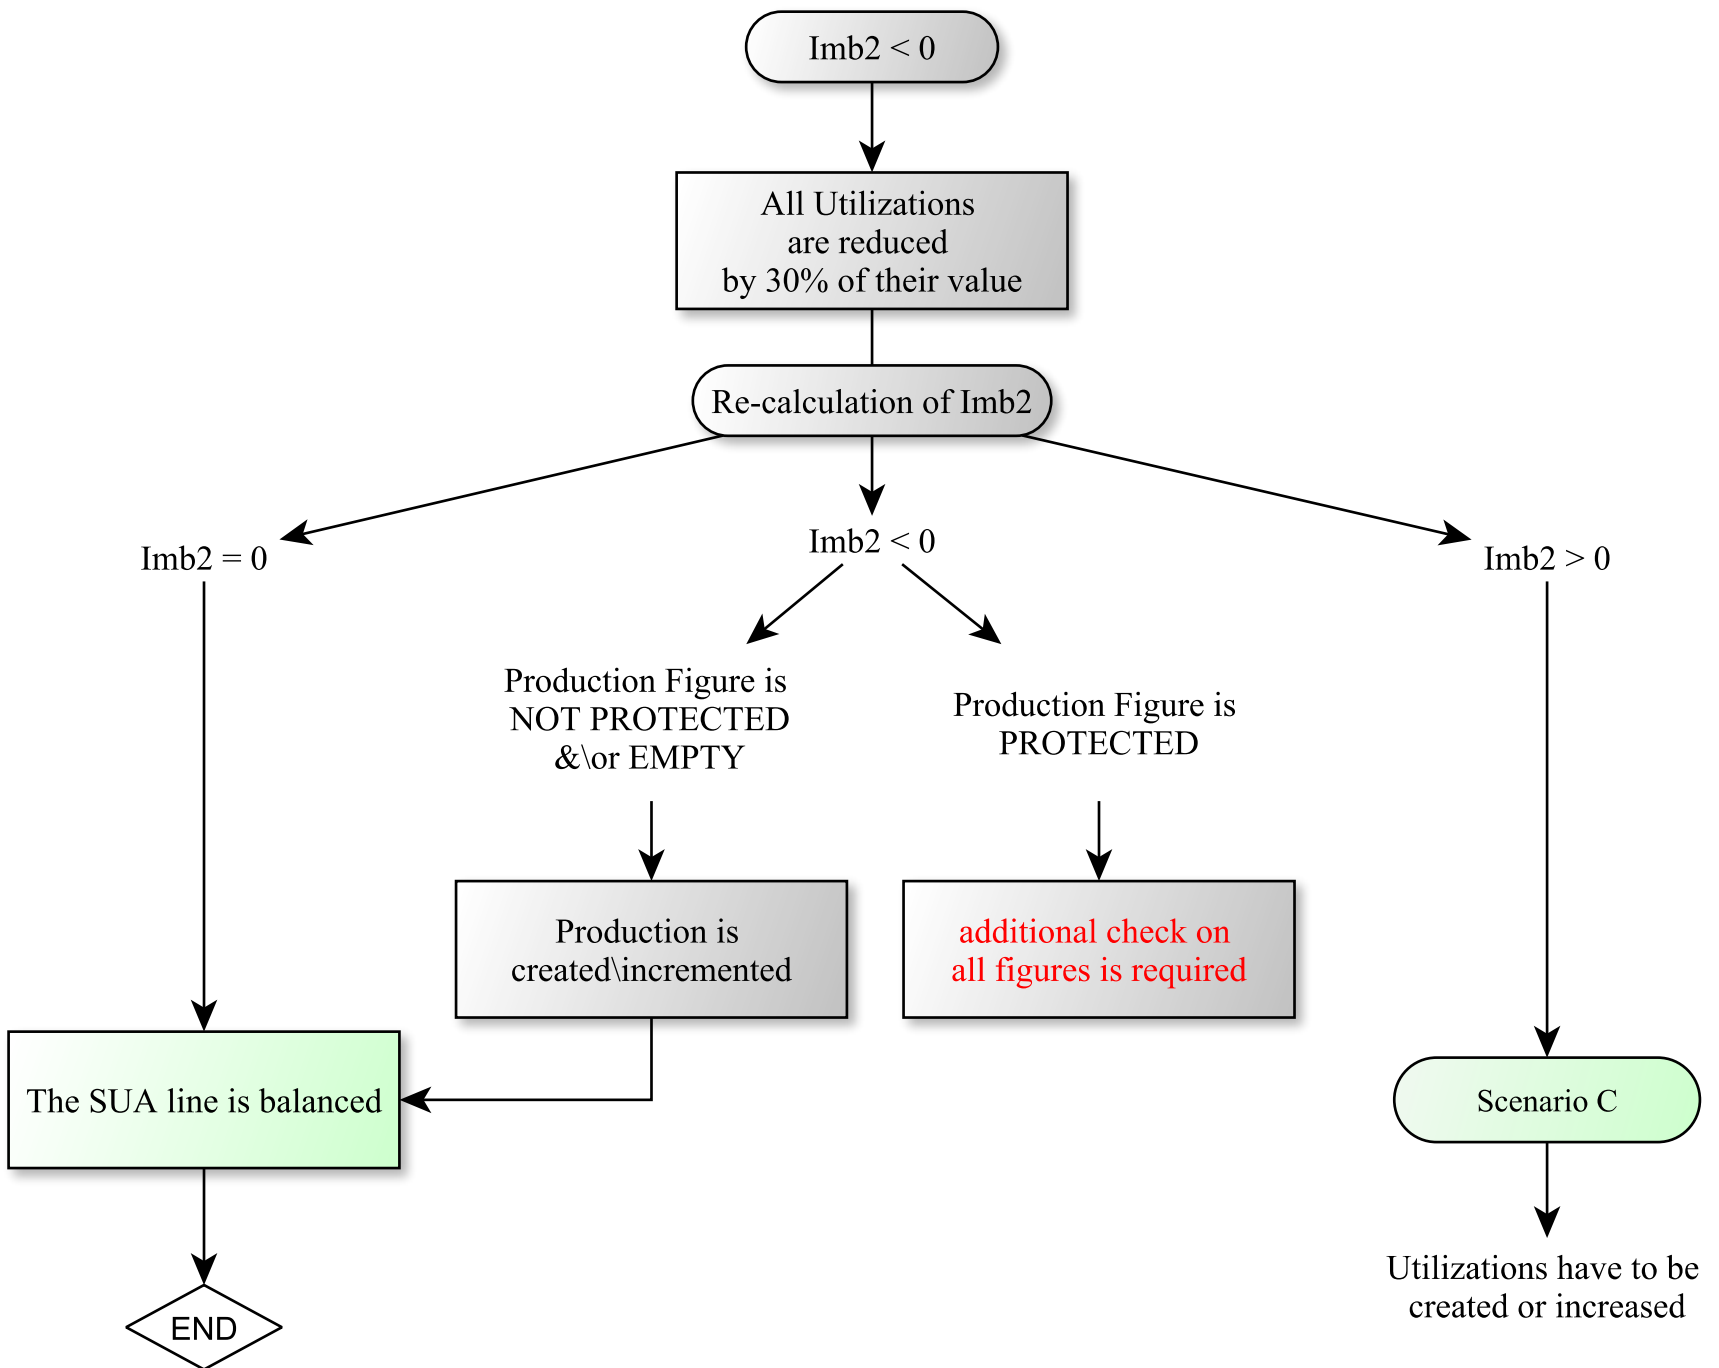 Imb2 < 0
All Utilizations
are reduced
by 30% of their value
Re-calculation of Imb2
Imb2 = 0
Imb2 < 0
Imb2 > 0
Production Figure is
NOT PROTECTED
&\or EMPTY
Production Figure is
PROTECTED
Production is
created\incremented
additional check on
all figures is required
The SUA line is balanced
Scenario C
Utilizations have to be
created or increased
END